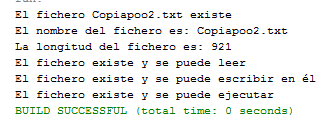 El fichero Copiapoo2.txt existe
El nombre del fichero es: Copiapoo2.txt
La longitud del fichero es: 921
El fichero existe y se puede leer
El fichero existe y se puede escribir en él
El fichero existe y se puede ejecutar
BUILD SUCCESSFUL (total time: 0 seconds)